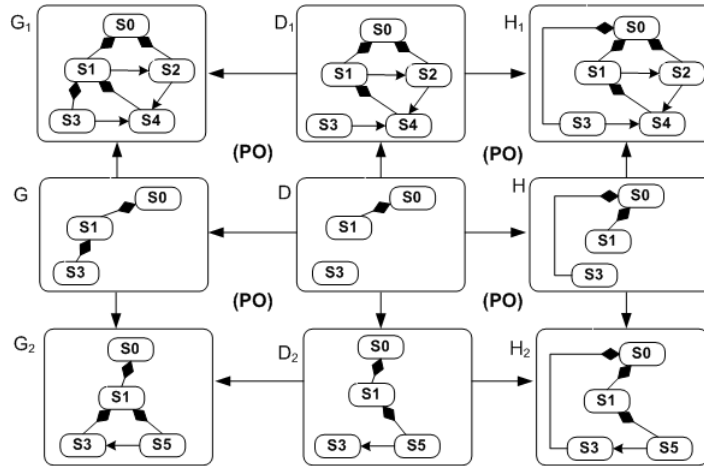 G1 S0 D1 S0 H1 S0
S1 S2 S1 S2 S1 S2
S3 S4 S3 S4 S3 S4
(PO) (PO)
G S0 D S0 H S0
S1 S1 S1
S3 S3 S3
(PO) (PO)
G2 S0 D2 S0 H2 S0
S1 S1 S1
S3 S5 S3 S5 S3 S5